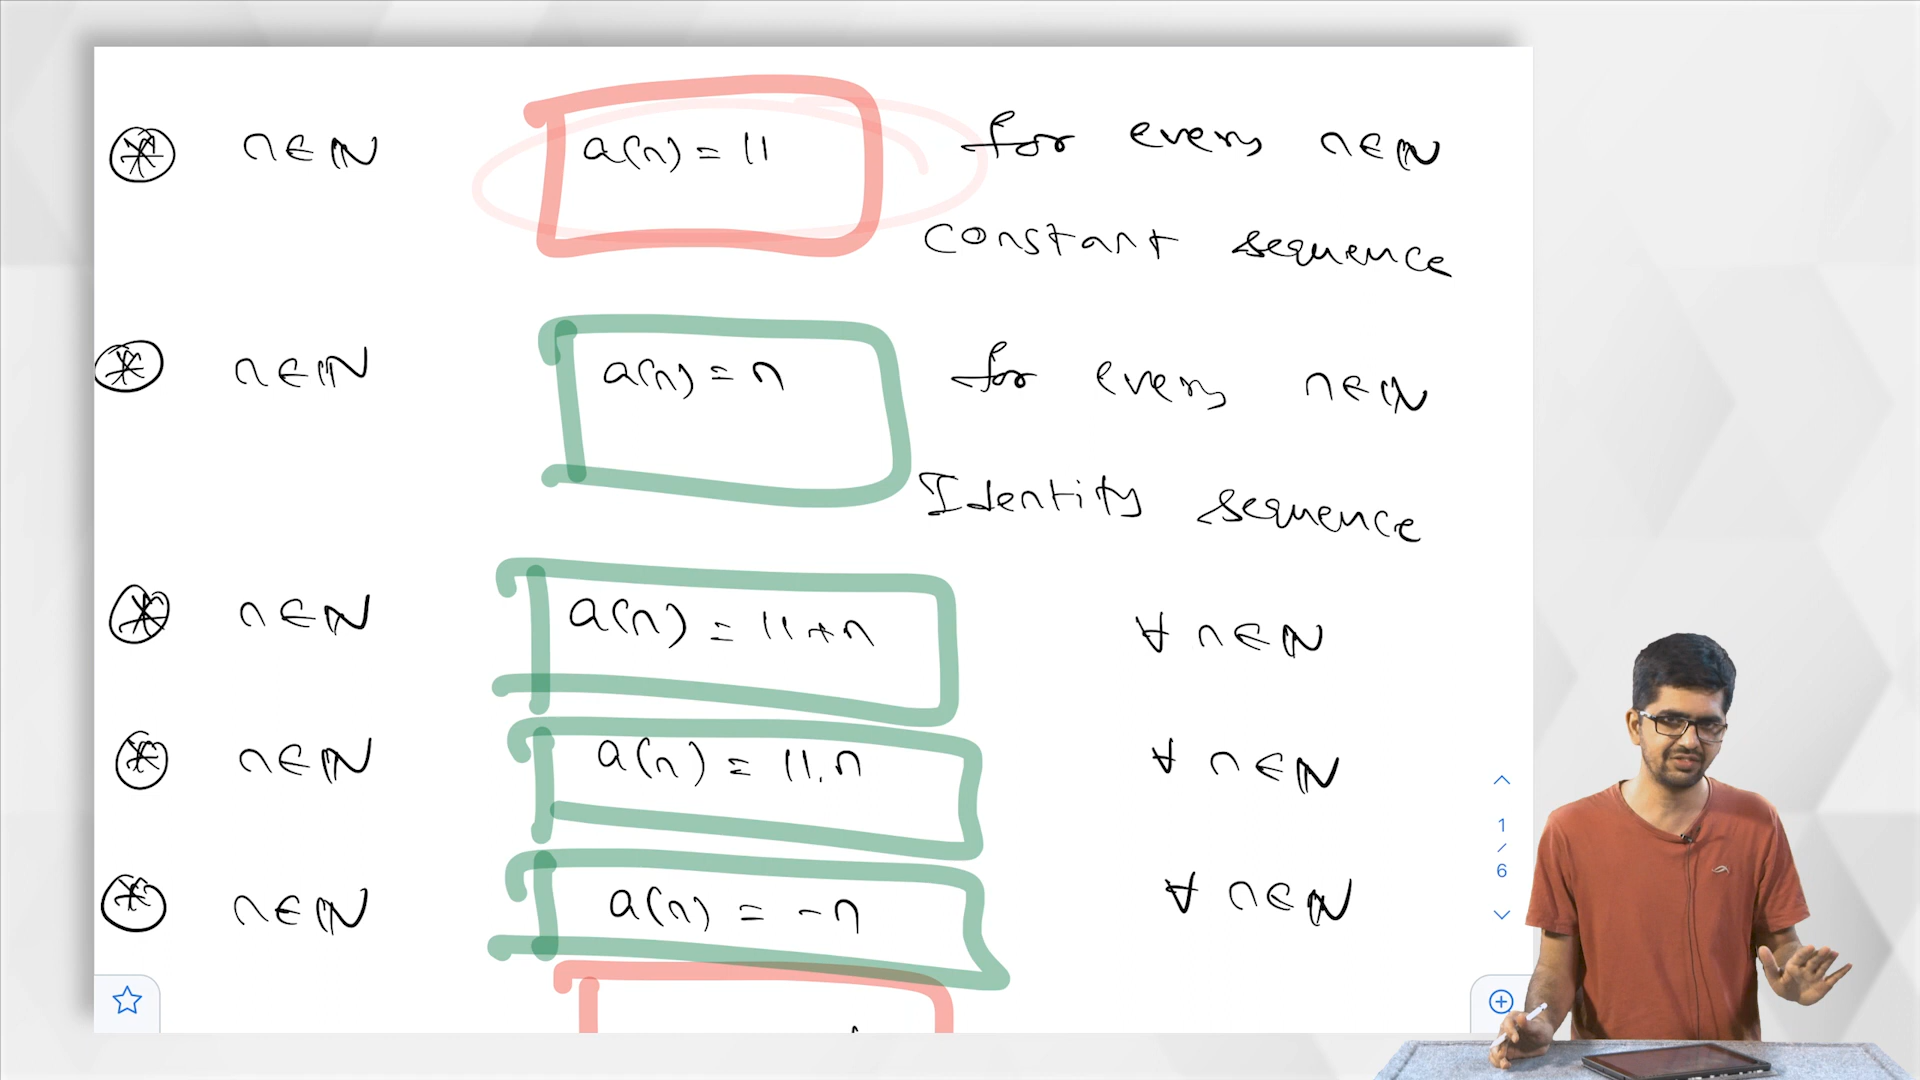 n∈ℕ a(n) = 11 for every n∈ℕ
constant sequence
n∈ℕ a(n) = n for every n∈ℕ
Identity sequence
n∈ℕ a(n) = 11+n ∀ n∈ℕ
n∈ℕ a(n) = 11.n ∀ n∈ℕ
n∈ℕ a(n) = -n ∀ n∈ℕ
1
/
6